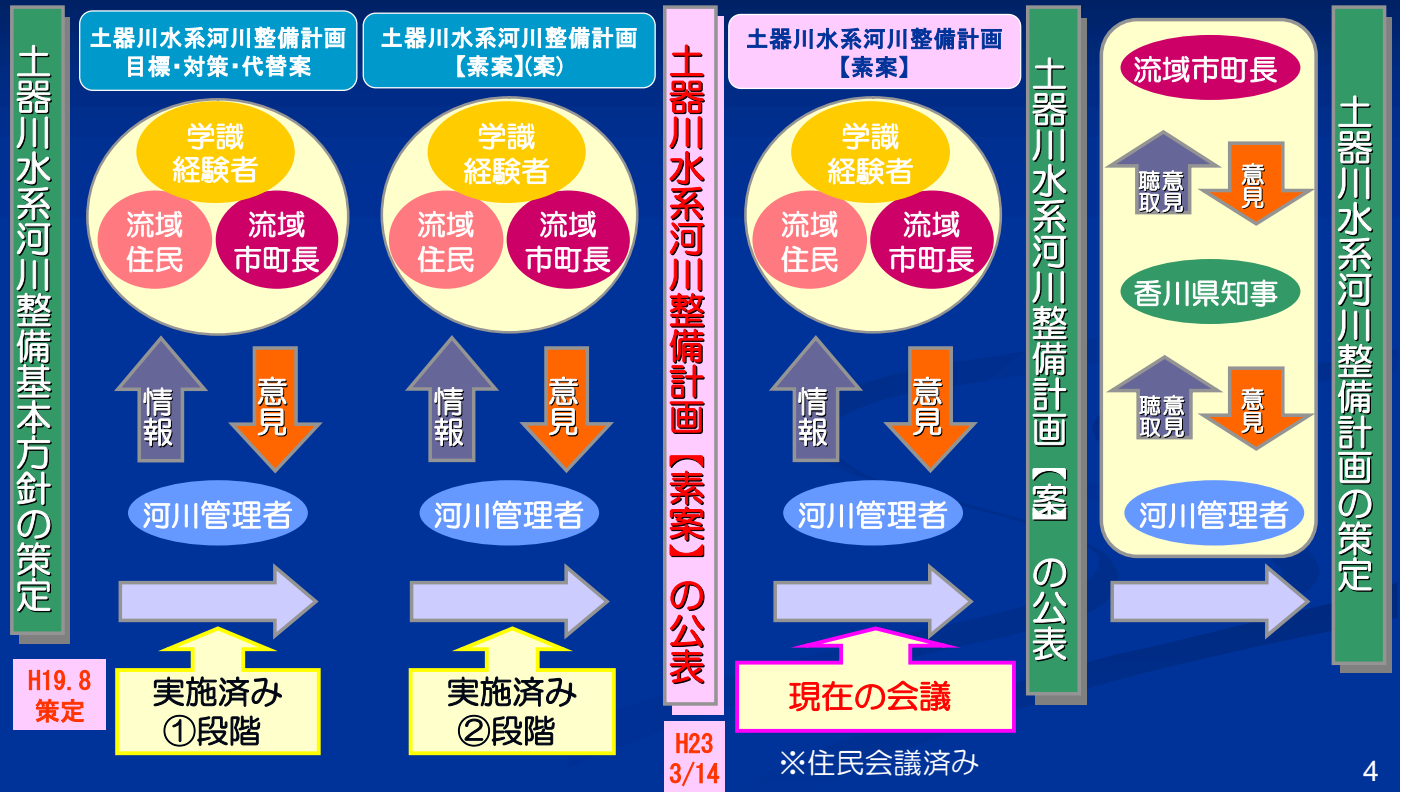 土器川水系河川整備基本方針の策定
H19.8
策定
土器川水系河川整備計画
目標・対策・代替案
学識
経験者
流域
住民
流域
市町長
情報
意見
河川管理者
実施済み
①段階
土器川水系河川整備計画
【素案】(案)
学識
経験者
流域
住民
流域
市町長
情報
意見
河川管理者
実施済み
②段階
土器川水系河川整備計画【素案】の公表
H23
3/14
土器川水系河川整備計画
【素案】
学識
経験者
流域
住民
流域
市町長
情報
意見
河川管理者
現在の会議
※住民会議済み
土器川水系河川整備計画【案】の公表
流域市町長
意見
聴取
意見
香川県知事
意見
聴取
意見
河川管理者
土器川水系河川整備計画の策定
4